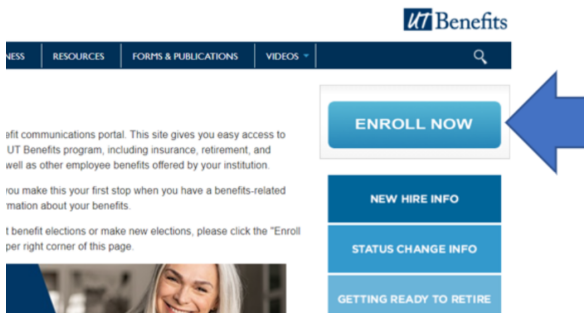 UT Benefits
NESS RESOURCES FORMS & PUBLICATIONS VIDEOS
ENROLL NOW
efit communications portal. This site gives you easy access to
UT Benefits program, including insurance, retirement, and
well as other employee benefits offered by your institution.
you make this your first stop when you have a benefits-related
rmation about your benefits.
t benefit elections or make new elections, please click the "Enroll
per right corner of this page.
NEW HIRE INFO
STATUS CHANGE INFO
GETTING READY TO RETIRE